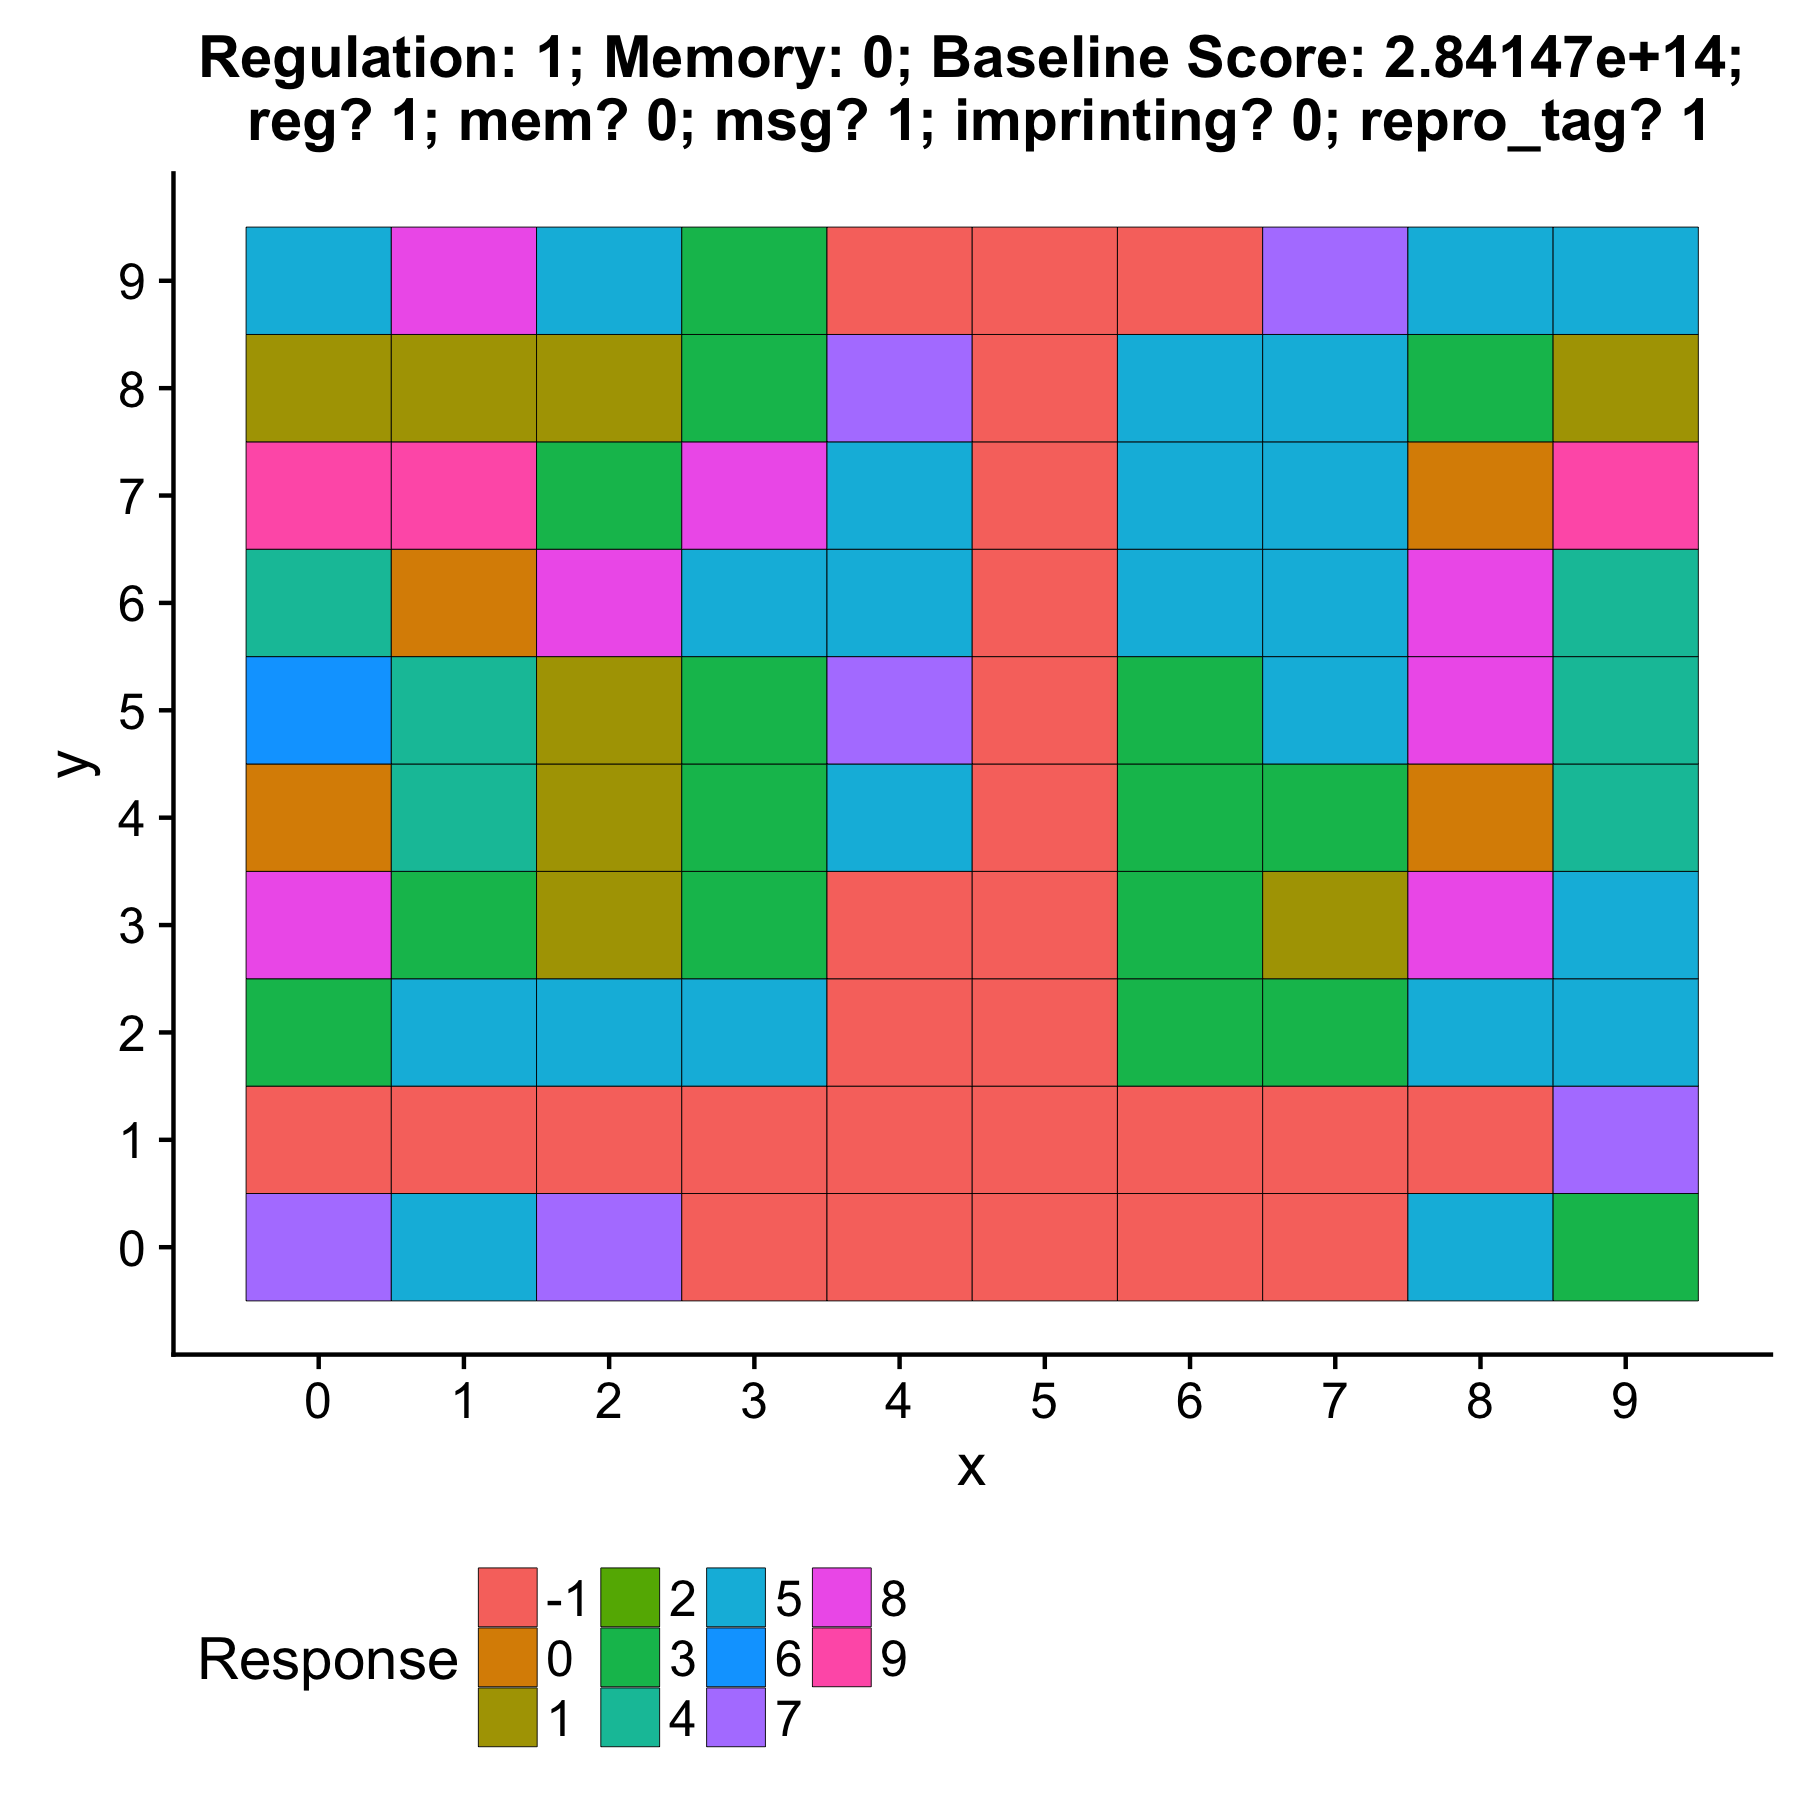 Regulation: 1; Memory: 0; Baseline Score: 2.84147e+14;
reg? 1; mem? 0; msg? 1; imprinting? 0; repro_tag? 1
9
8
7
6
5
4
3
2
1
0
y
0 1 2 3 4 5 6 7 8 9
x
Response
-1 2 5 8
0 3 6 9
1 4 7